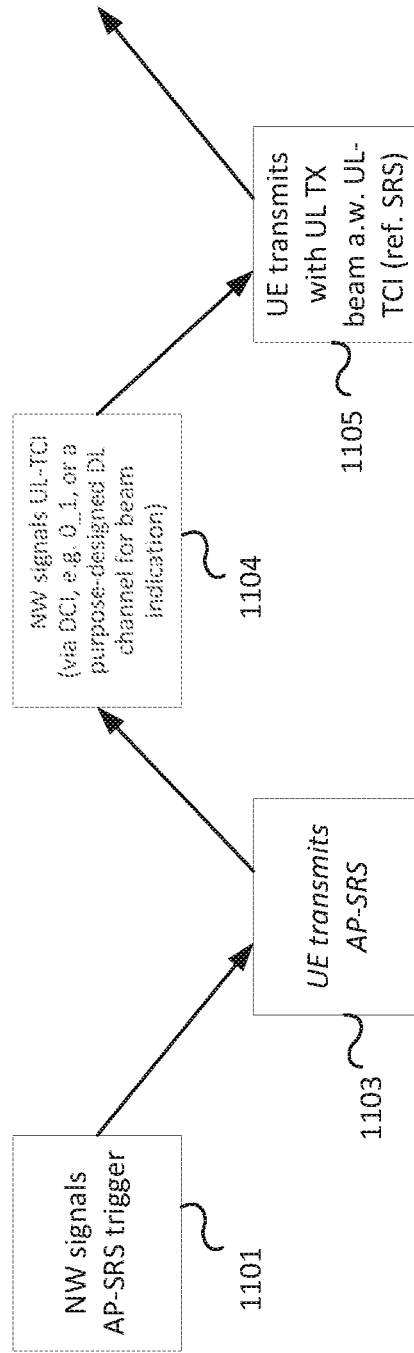 NW signals
AP-SRS trigger
1101
UE transmits
AP-SRS
1103
NW signals UL-TCI
(via DCI, e.g. 0_1, or a
purpose-designed DL
channel for beam
indication)
1104
UE transmits
with UL TX
beam a.w. UL-
TCI (ref. SRS)
1105